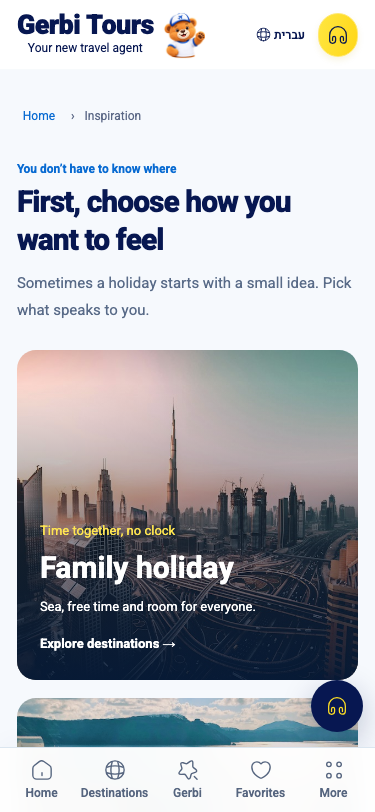 Gerbi Tours
Your new travel agent
עברית
Home › Inspiration
You don’t have to know where
First, choose how you
want to feel
Sometimes a holiday starts with a small idea. Pick
what speaks to you.
Time together, no clock
Family holiday
Sea, free time and room for everyone.
Explore destinations →
Home
Destinations
Gerbi
Favorites
More